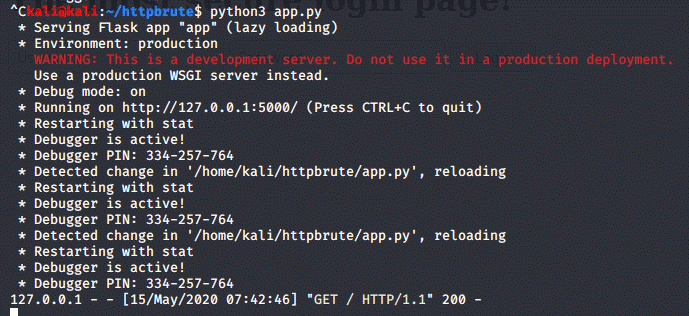 ^Ckali@kali:~/httpbrute$ python3 app.py
* Serving Flask app "app" (lazy loading)
* Environment: production
WARNING: This is a development server. Do not use it in a production deployment.
Use a production WSGI server instead.
* Debug mode: on
* Running on http://127.0.0.1:5000/ (Press CTRL+C to quit)
* Restarting with stat
* Debugger is active!
* Debugger PIN: 334-257-764
* Detected change in '/home/kali/httpbrute/app.py', reloading
* Restarting with stat
* Debugger is active!
* Debugger PIN: 334-257-764
* Detected change in '/home/kali/httpbrute/app.py', reloading
* Restarting with stat
* Debugger is active!
* Debugger PIN: 334-257-764
127.0.0.1 - - [15/May/2020 07:42:46] "GET / HTTP/1.1" 200 -